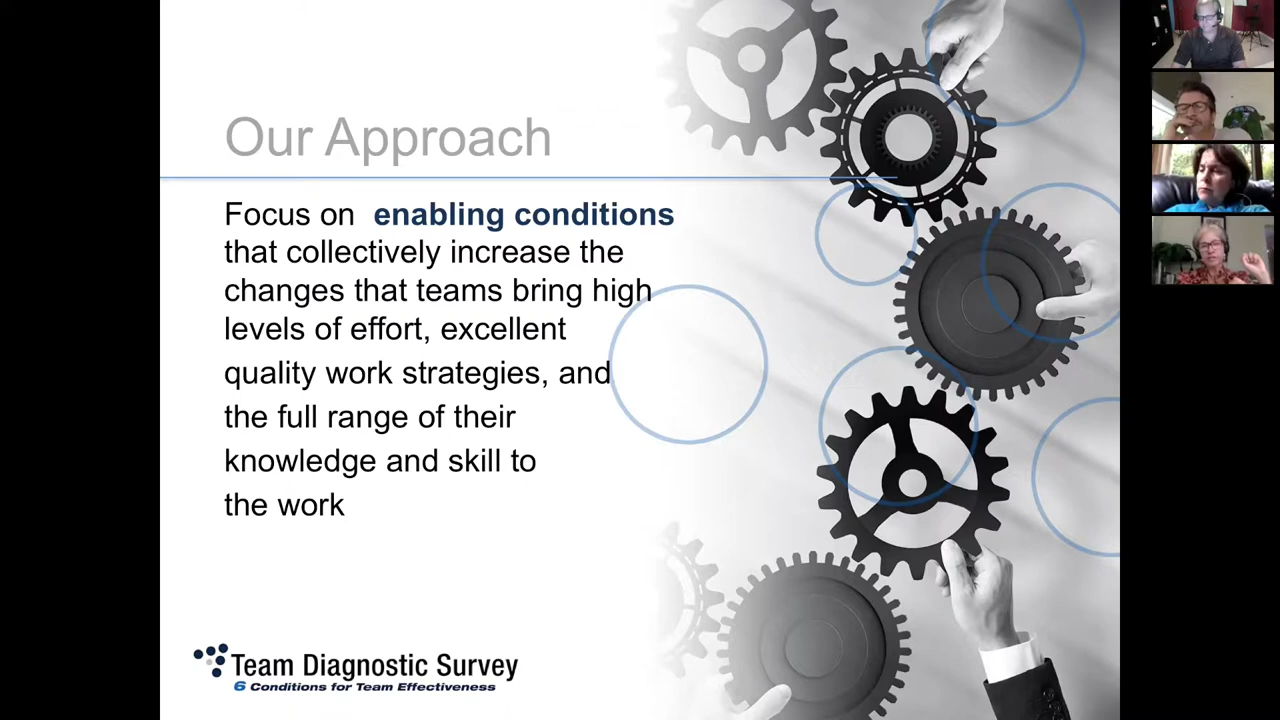 Our Approach
Focus on enabling conditions
that collectively increase the
changes that teams bring high
levels of effort, excellent
quality work strategies, and
the full range of their
knowledge and skill to
the work
Team Diagnostic Survey
6 Conditions for Team Effectiveness